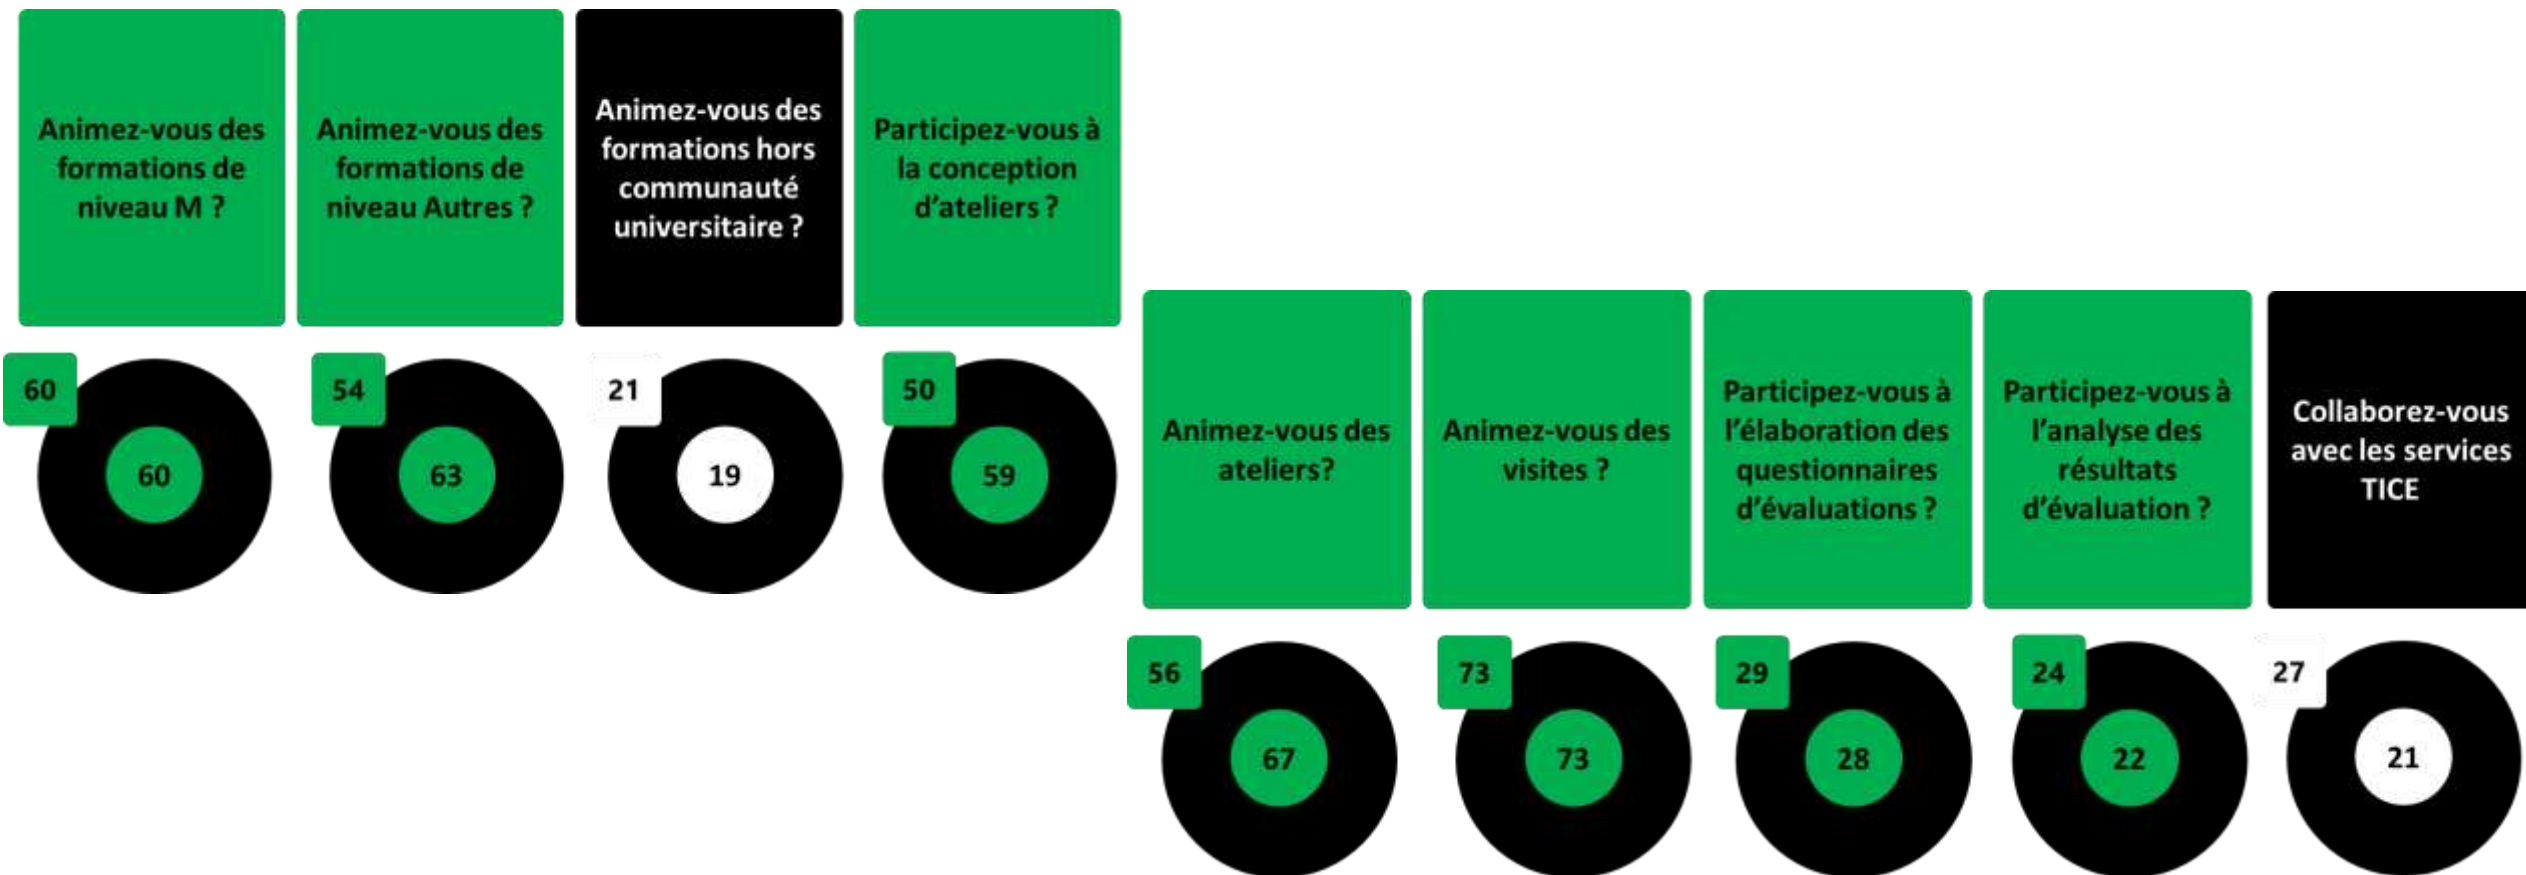 Animez-vous des
formations de
niveau M ?
Animez-vous des
formations de
niveau Autres ?
Animez-vous des
formations hors
communauté
universitaire ?
Participez-vous à
la conception
d'ateliers ?
60
60
54
63
21
19
50
59
Animez-vous des
ateliers?
Animez-vous des
visites ?
Participez-vous à
l'élaboration des
questionnaires
d'évaluations ?
Participez-vous à
l'analyse des
résultats
d'évaluation ?
Collaborez-vous
avec les services
TICE
56
67
73
73
29
28
24
22
27
21